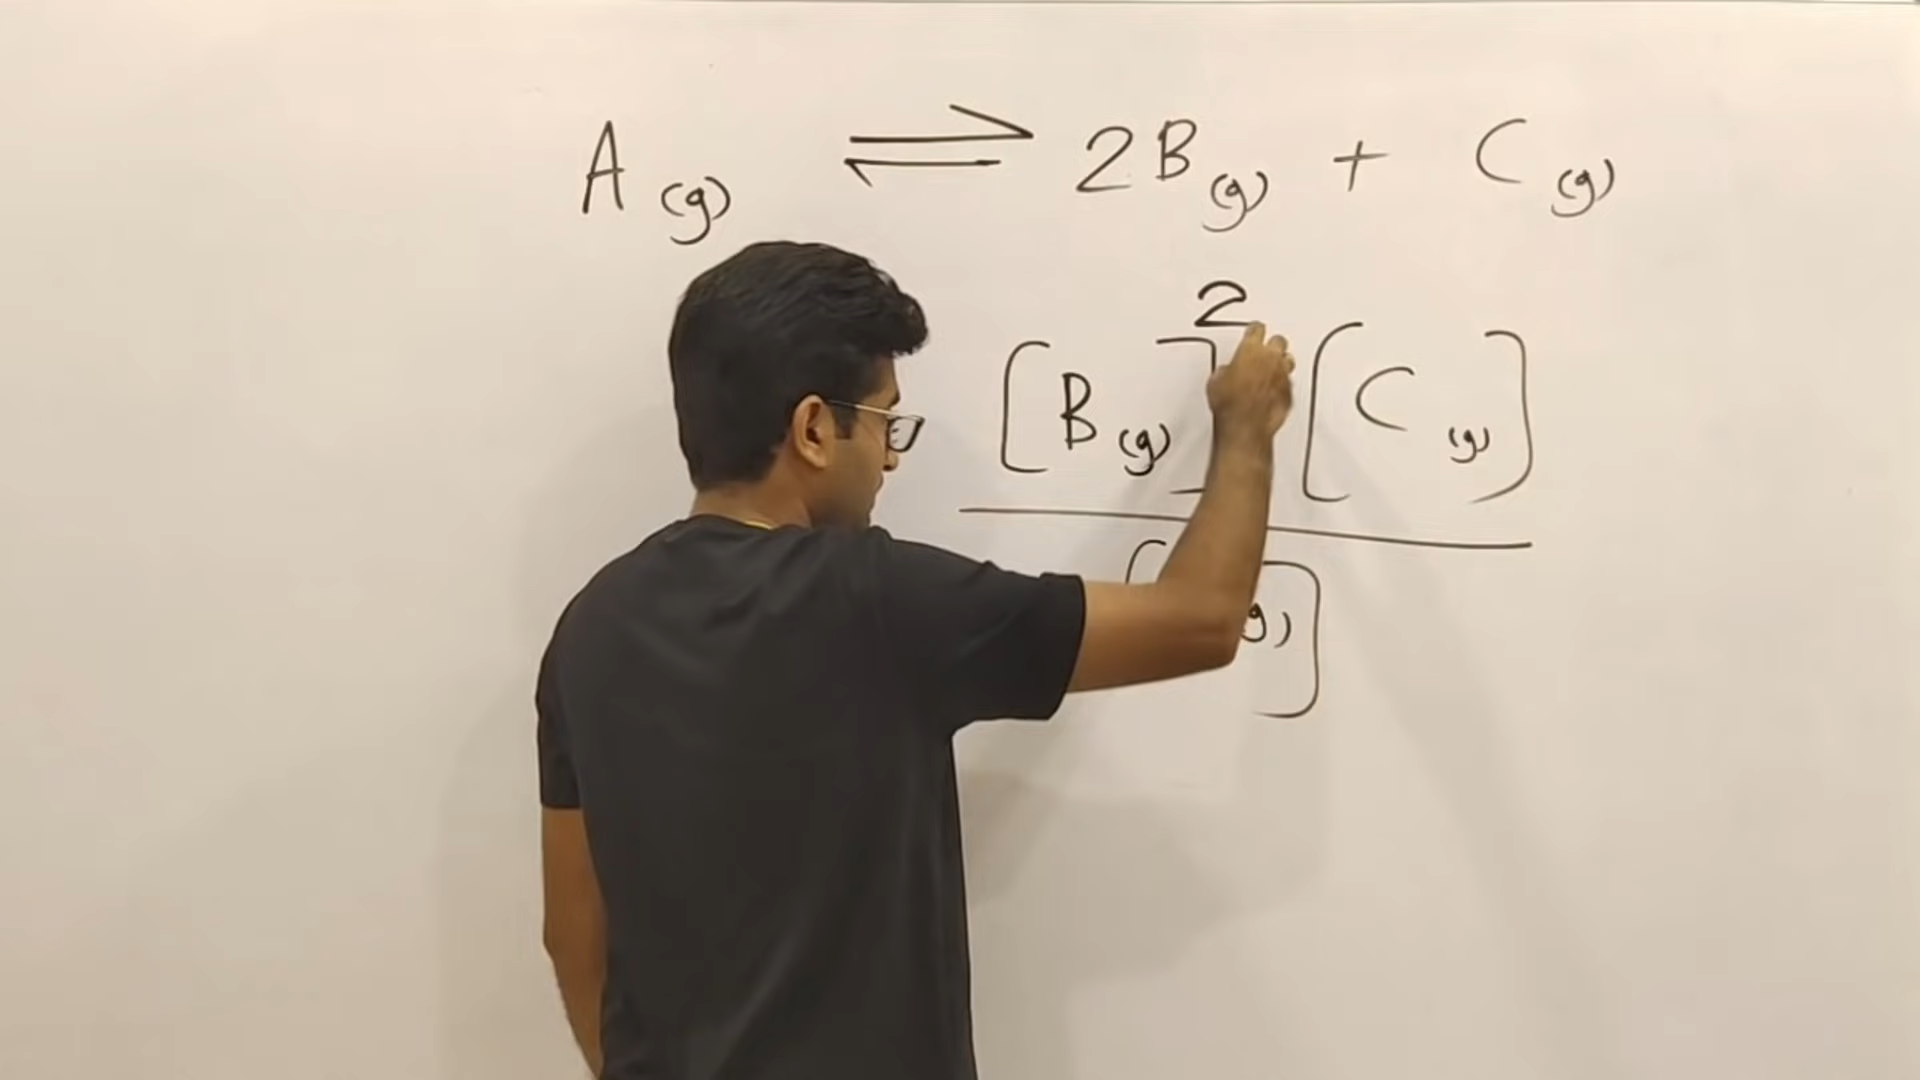 A (g) ⇌ 2B (g) + C (g)
[B (g)]² [C (g)]
g)]